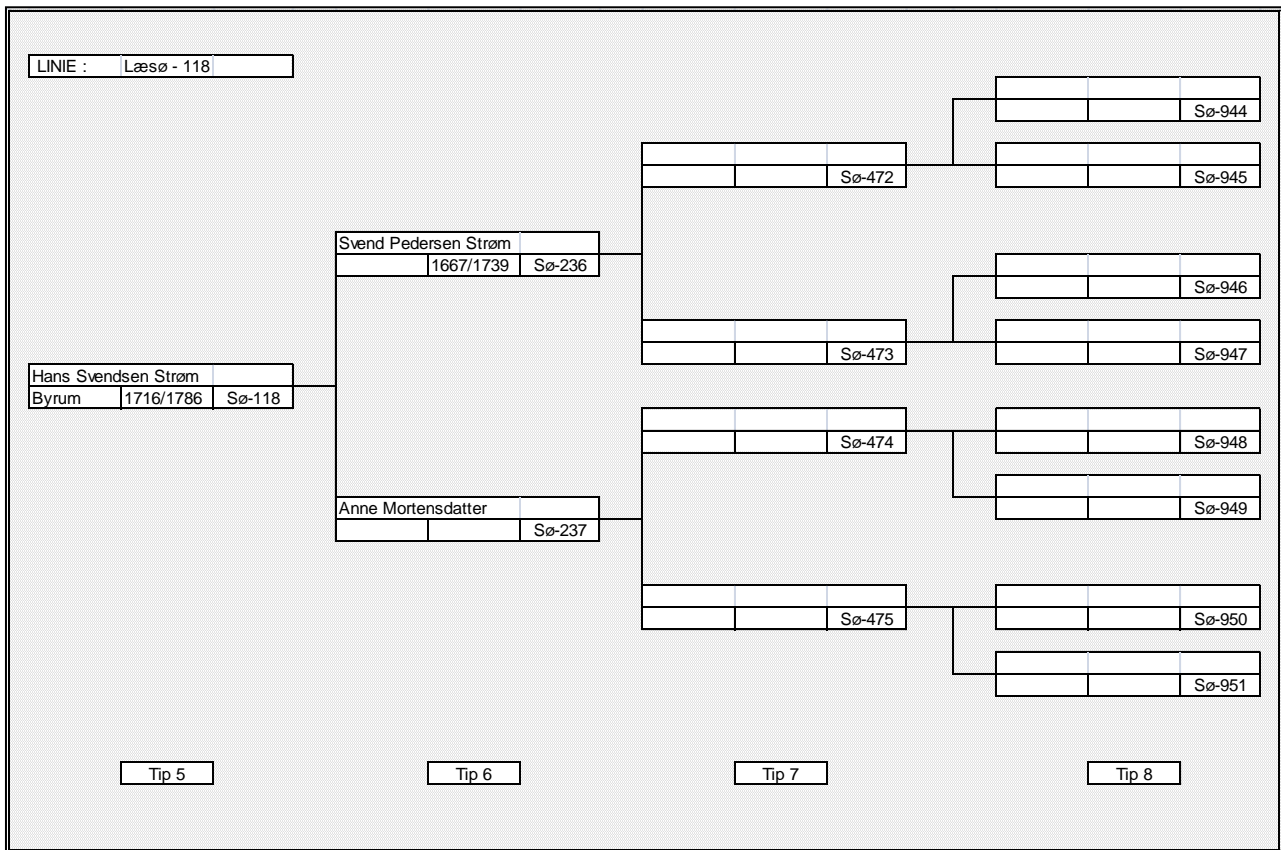 LINIE : Læsø - 118
Sø-944
Sø-472 Sø-945
Svend Pedersen Strøm
1667/1739 Sø-236
Sø-946
Sø-473 Sø-947
Hans Svendsen Strøm
Byrum 1716/1786 Sø-118
Sø-474 Sø-948
Anne Mortensdatter
Sø-949
Sø-237
Sø-475 Sø-950
Sø-951
Tip 5 Tip 6 Tip 7 Tip 8